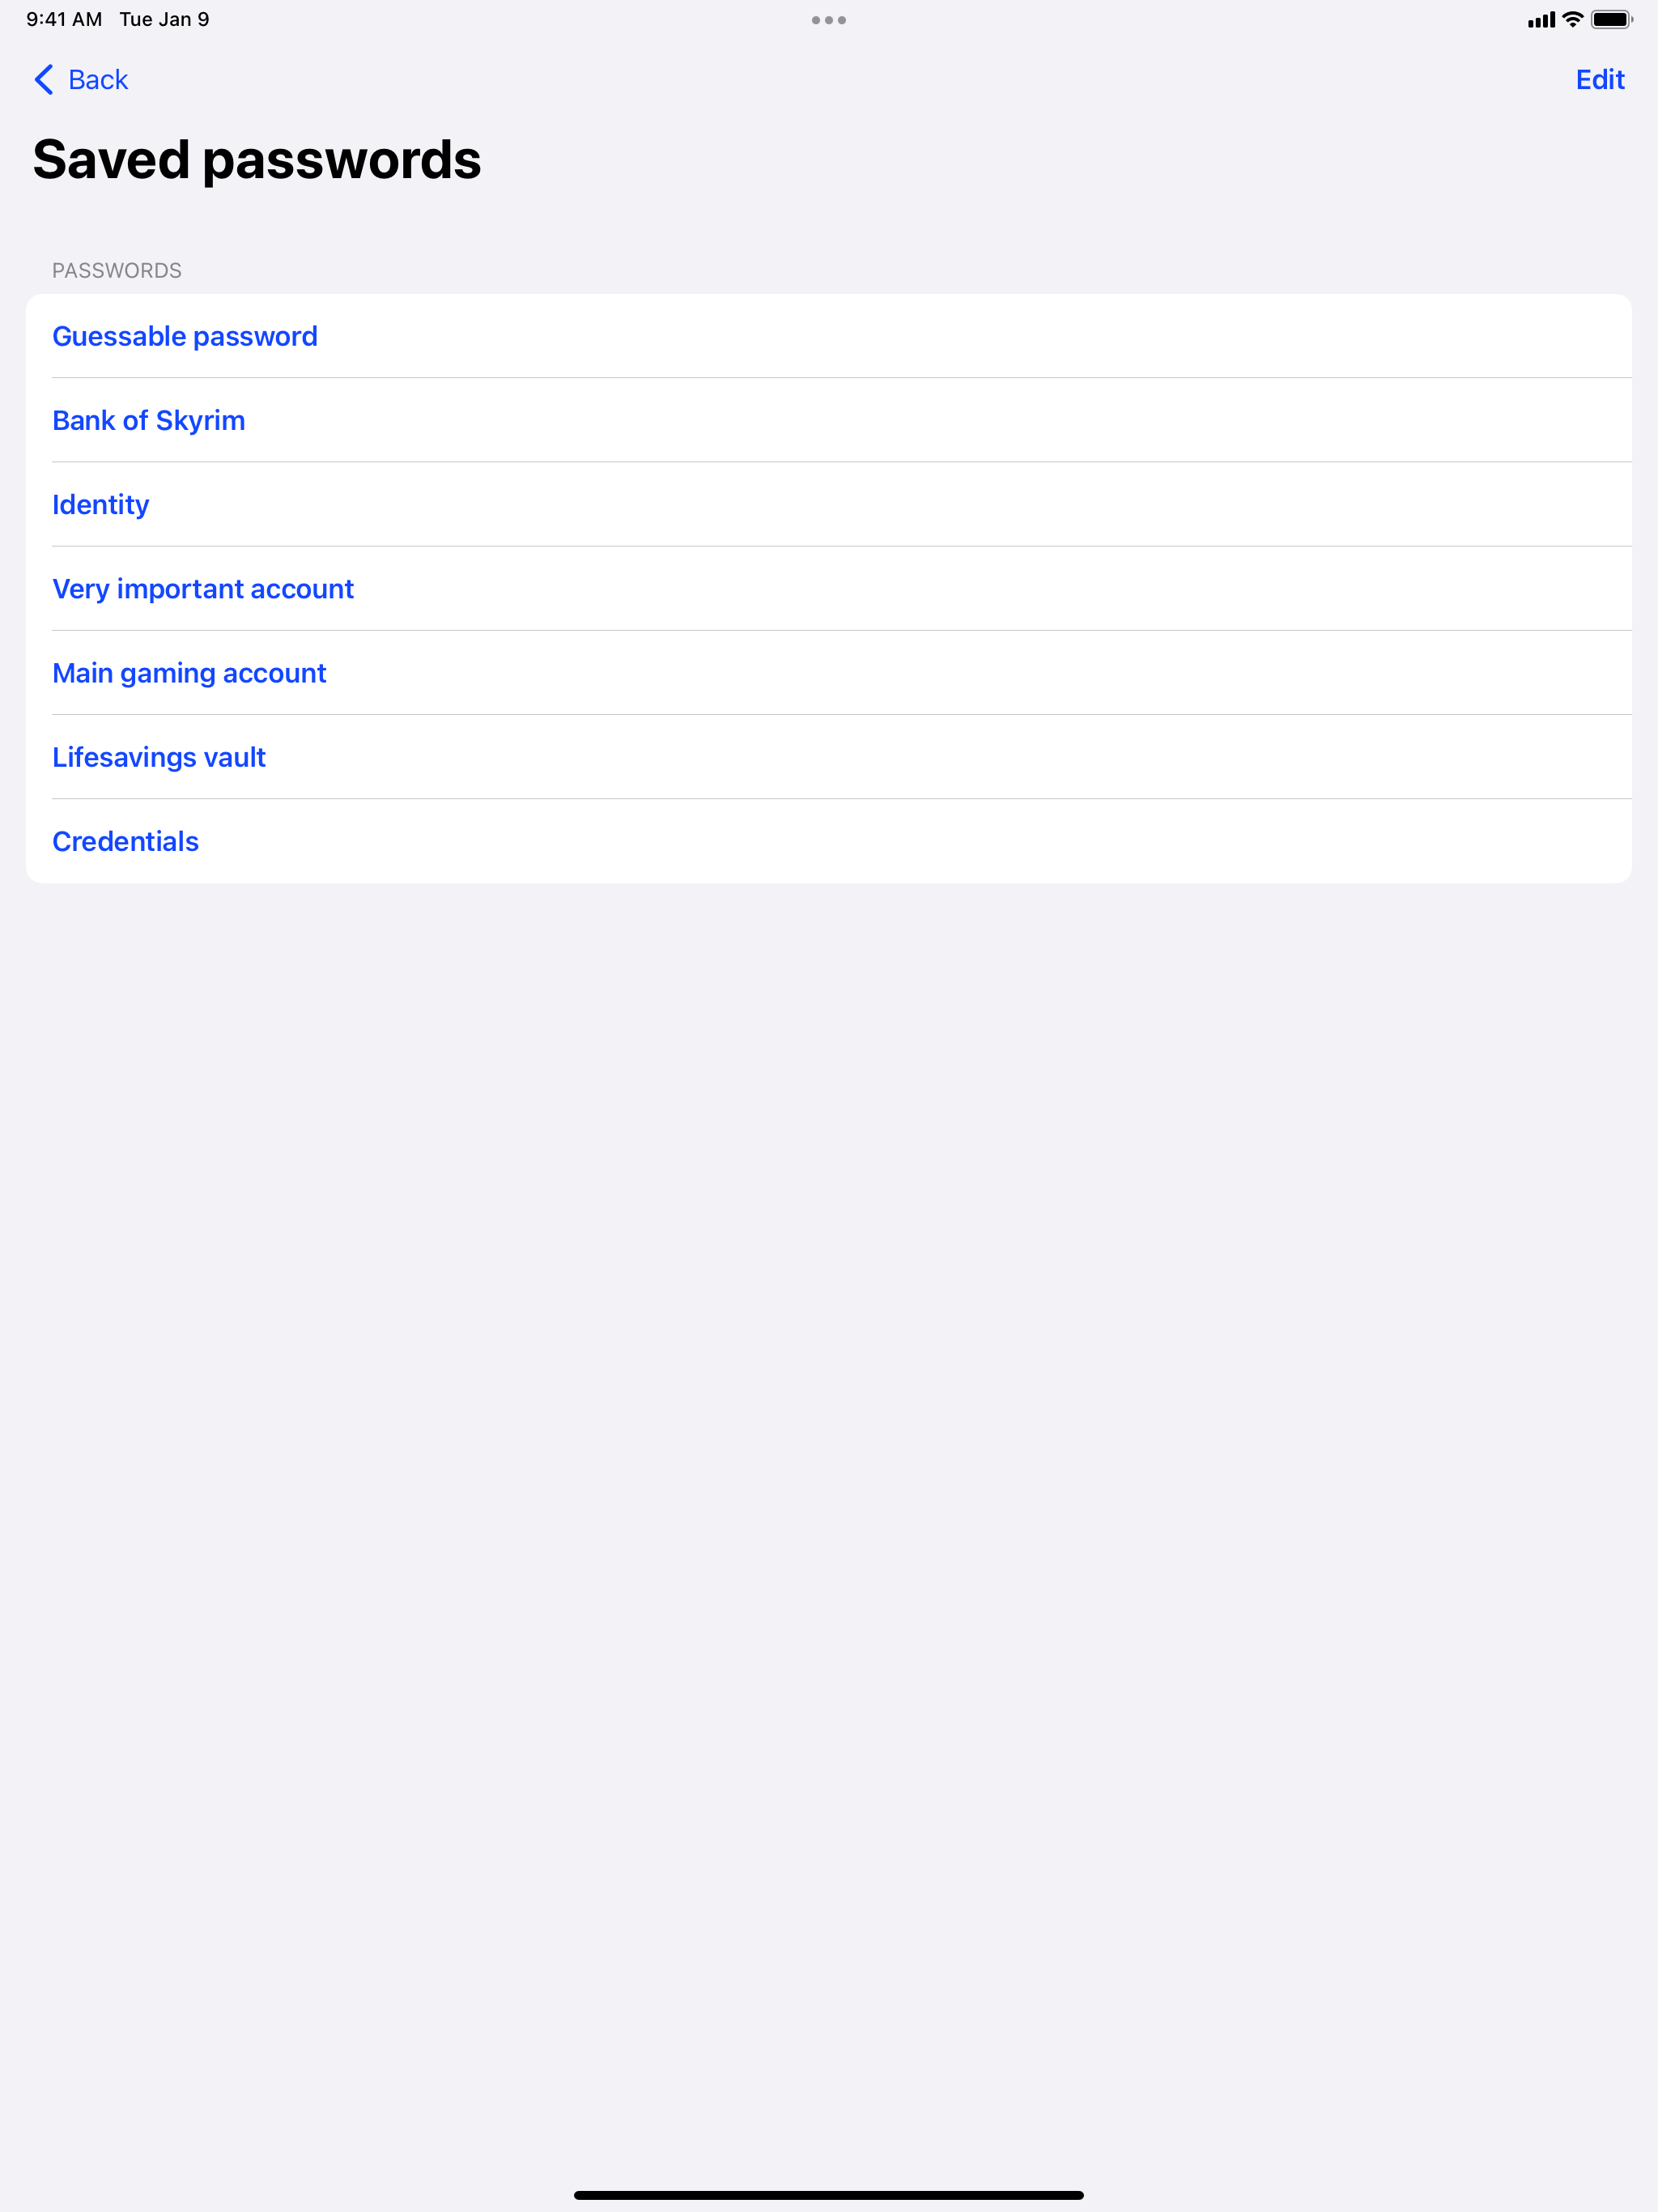 9:41 AM Tue Jan 9
Back
Edit
Saved passwords
PASSWORDS
Guessable password
Bank of Skyrim
Identity
Very important account
Main gaming account
Lifesavings vault
Credentials